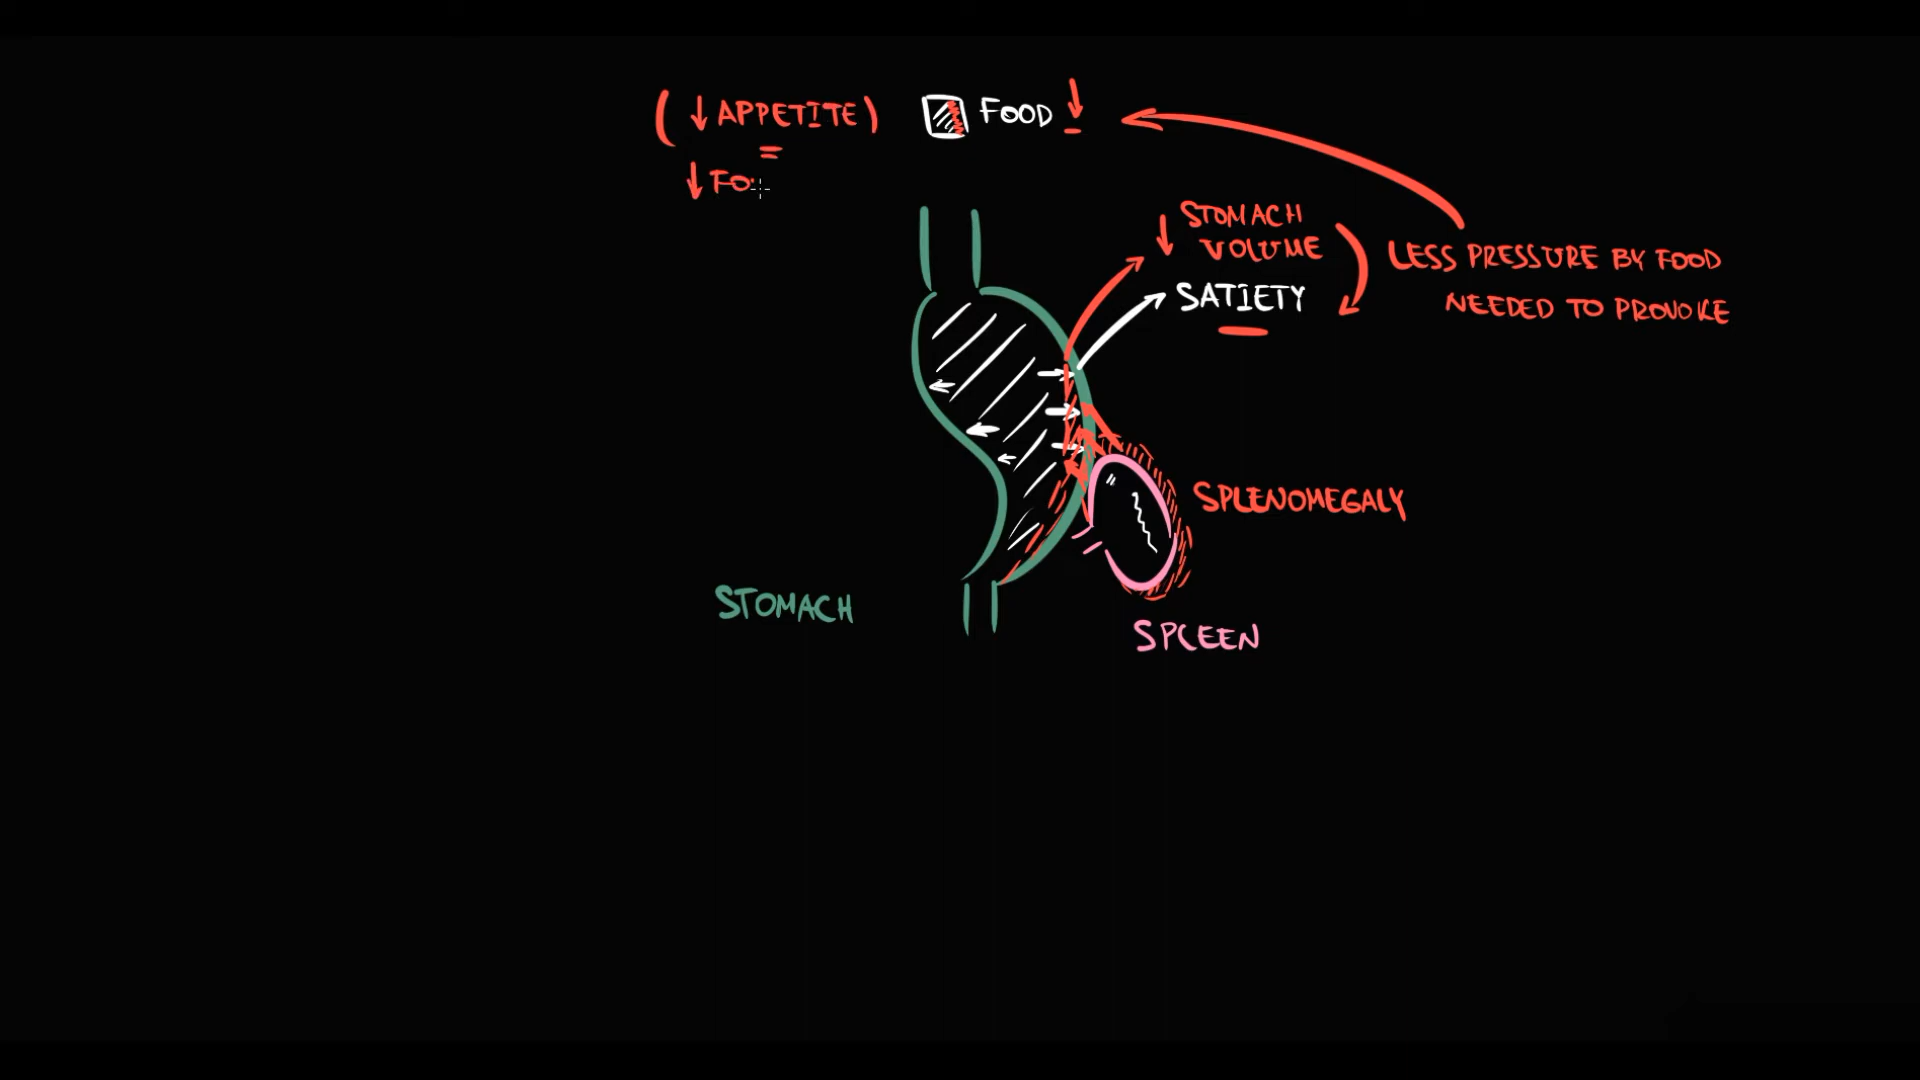 (↓ APPETITE) FOOD ↓
↓ FO
↓ STOMACH
VOLUME
SATIETY
LESS PRESSURE BY FOOD
NEEDED TO PROVOKE
SPLENOMEGALY
STOMACH
SPLEEN